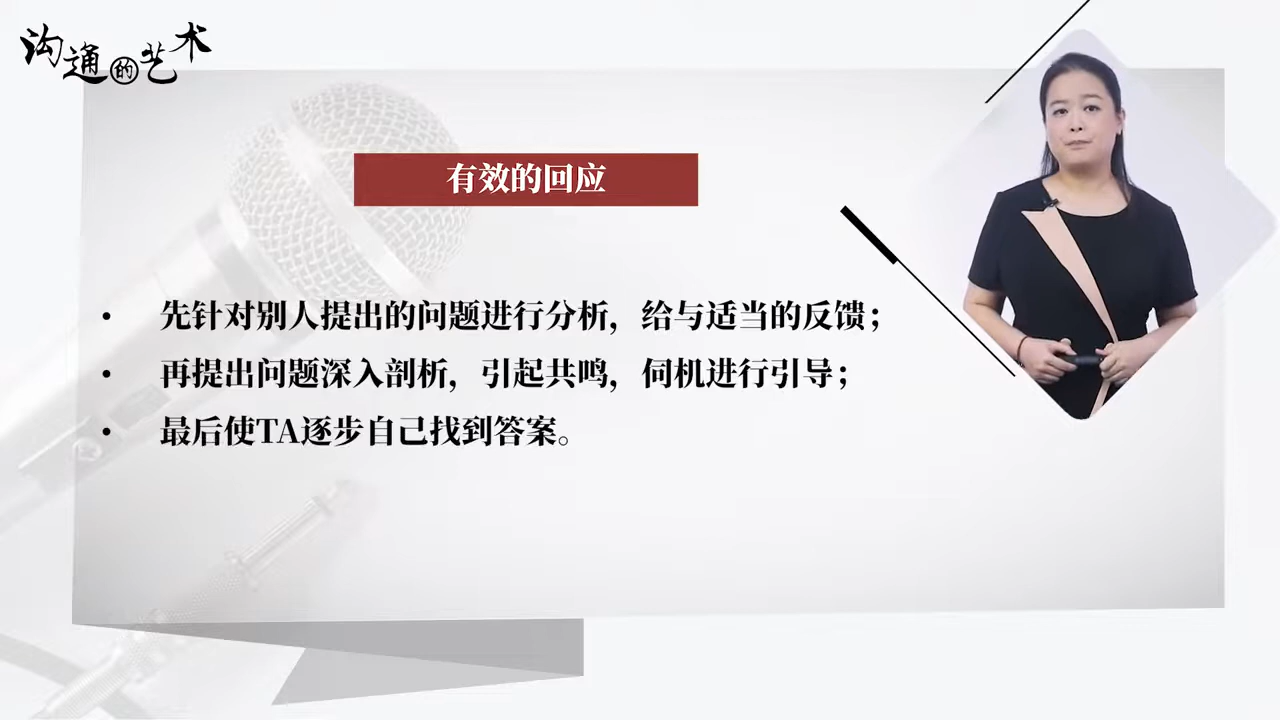 沟通的艺术
有效的回应
• 先针对别人提出的问题进行分析，给与适当的反馈；
• 再提出问题深入剖析，引起共鸣，伺机进行引导；
• 最后使TA逐步自己找到答案。